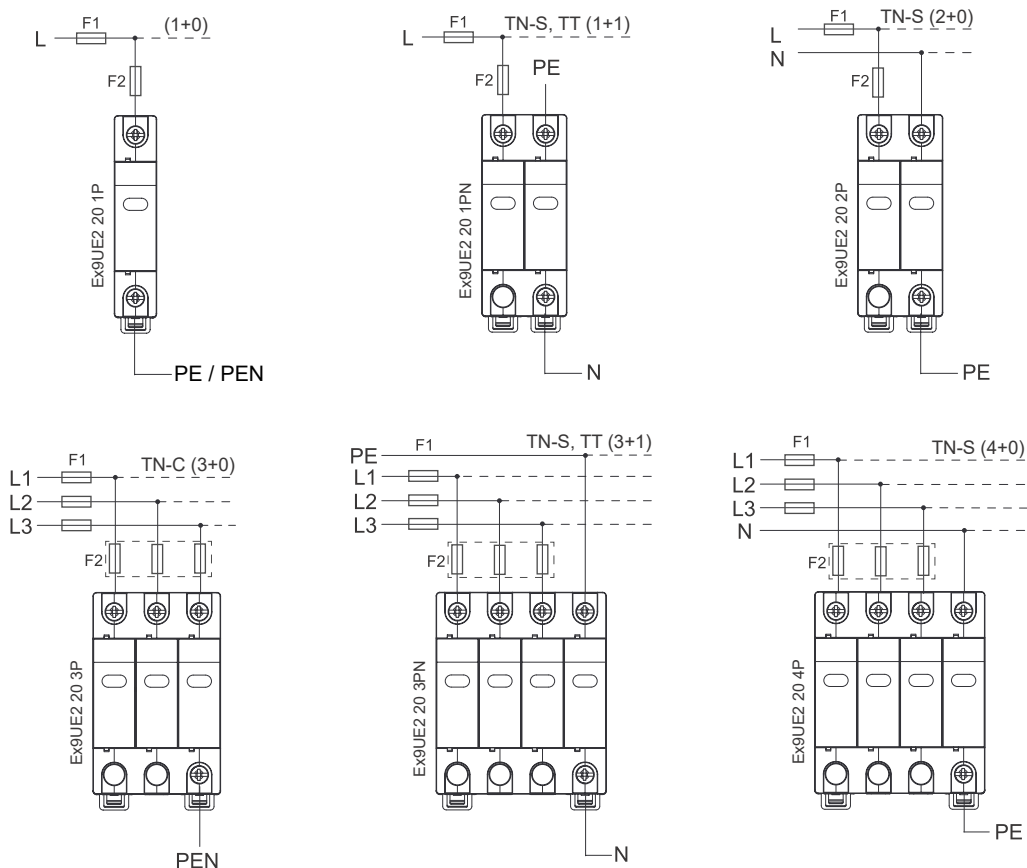 F1
L
(1+0)
F2
Ex9UE2 20 1P
PE / PEN
F1
L
TN-S, TT (1+1)
F2
PE
Ex9UE2 20 1PN
N
F1
TN-S (2+0)
L
N
F2
Ex9UE2 20 2P
PE
F1
TN-C (3+0)
L1
L2
L3
F2
Ex9UE2 20 3P
PEN
F1
TN-S, TT (3+1)
PE
L1
L2
L3
F2
Ex9UE2 20 3PN
N
F1
TN-S (4+0)
L1
L2
L3
N
F2
Ex9UE2 20 4P
PE